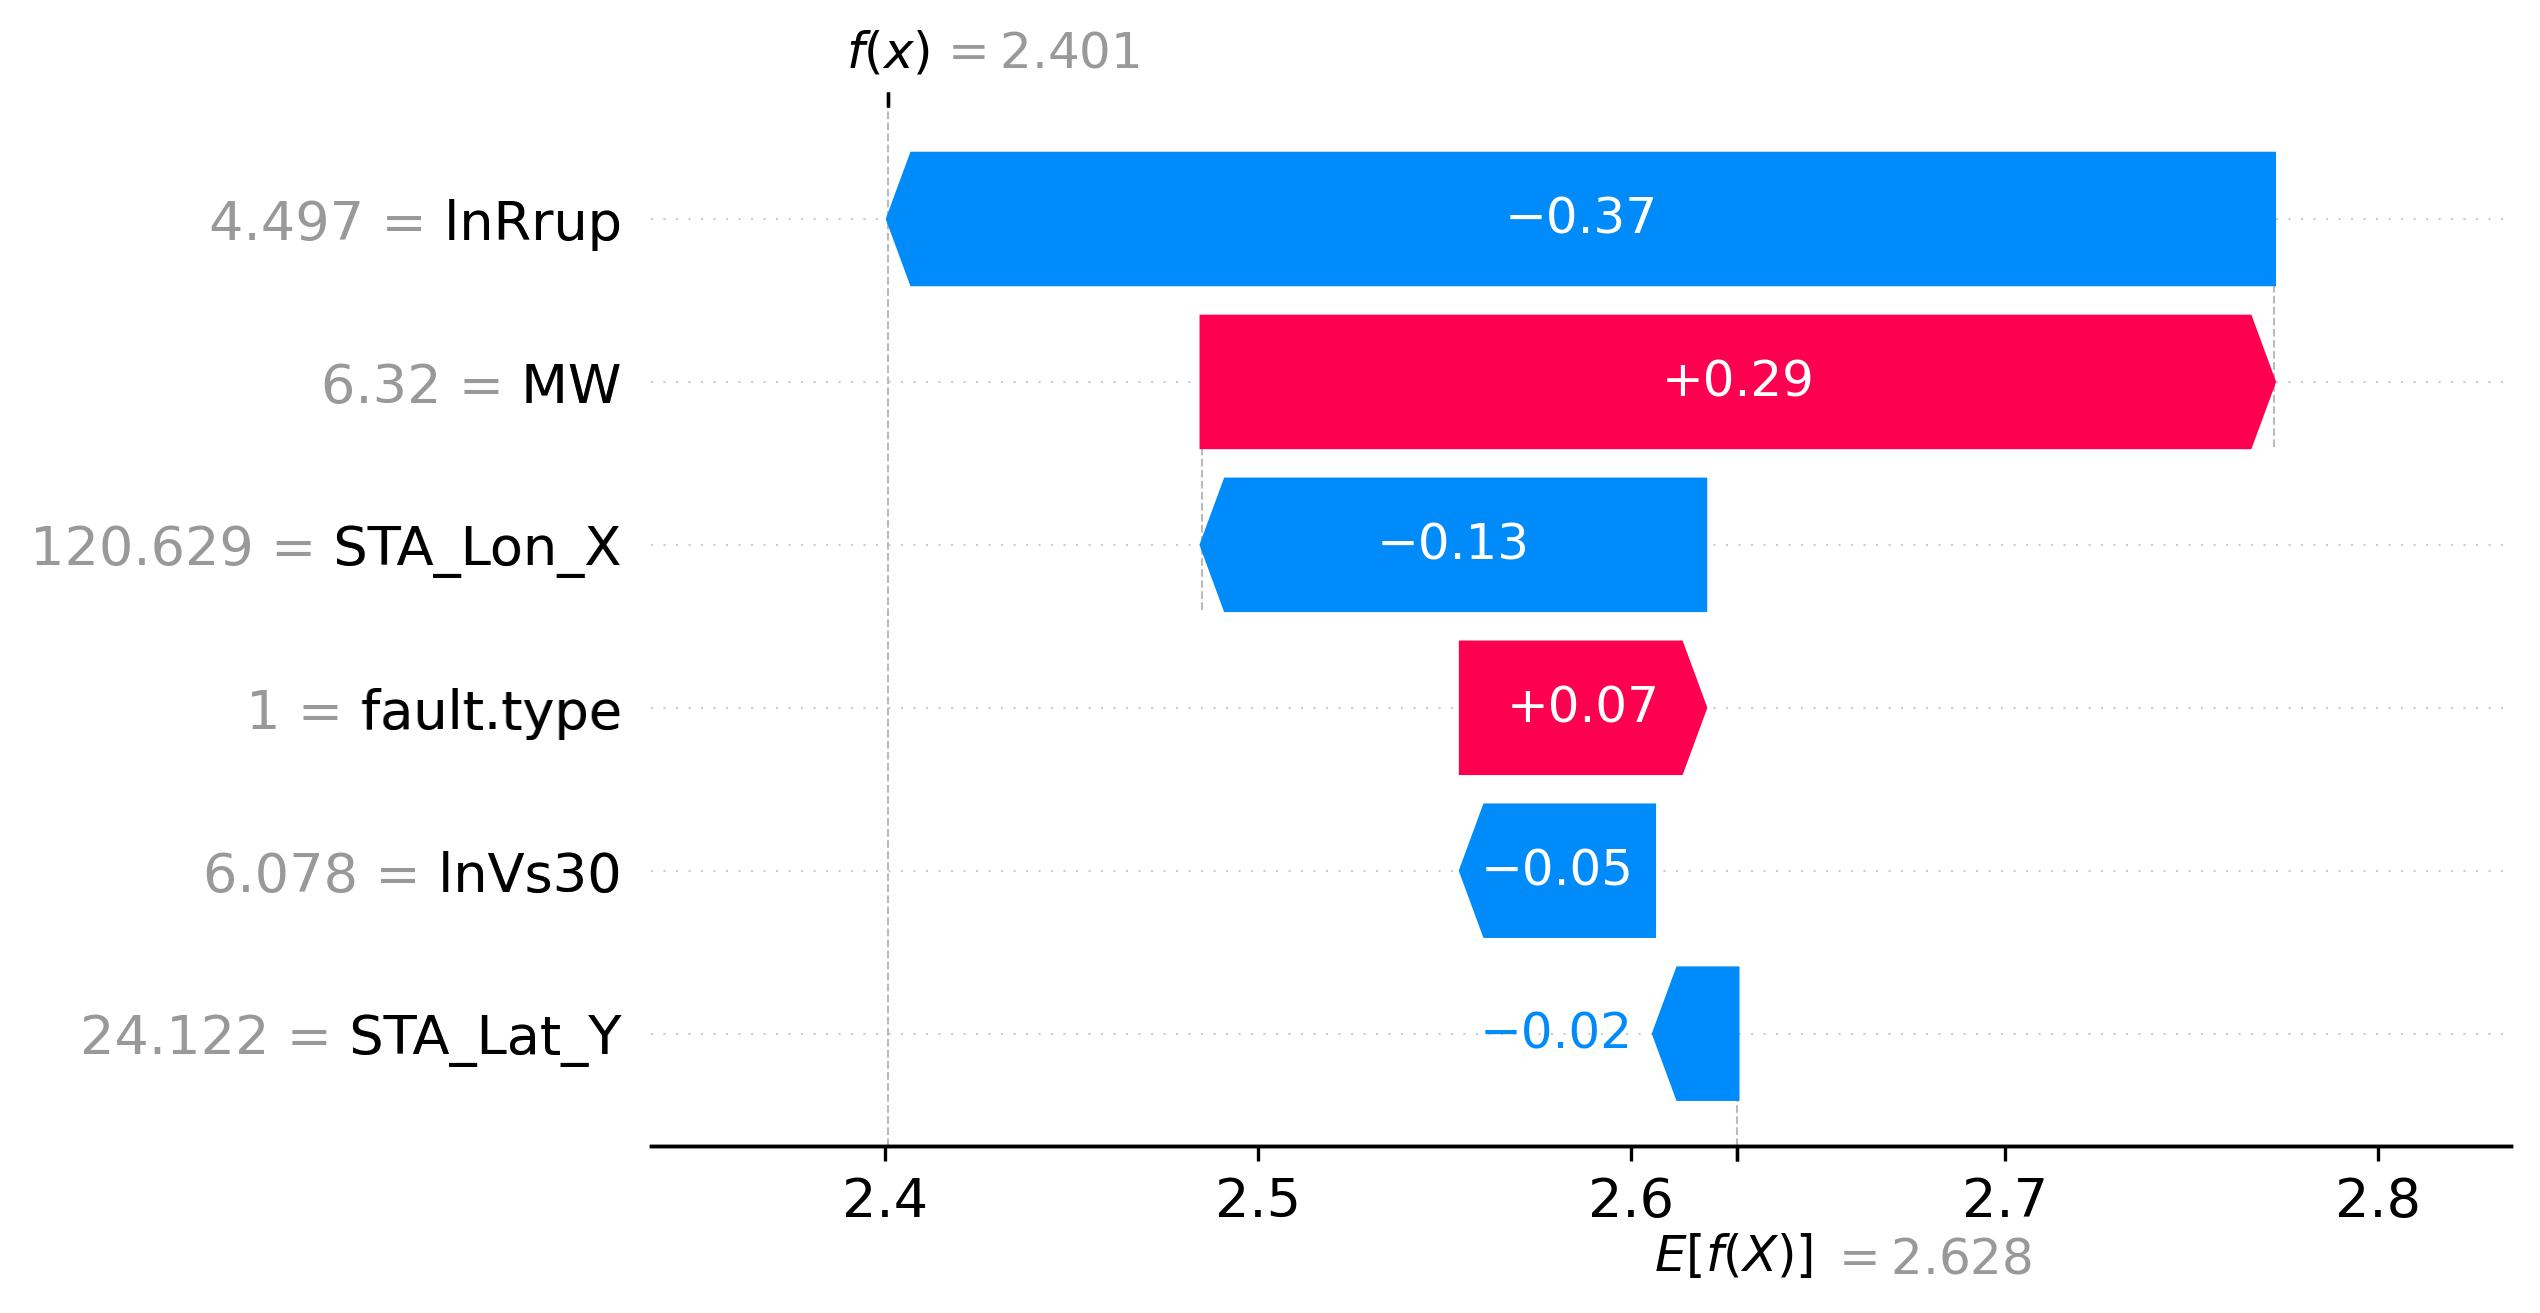 f(x) = 2.401
4.497 = lnRrup −0.37
6.32 = MW +0.29
120.629 = STA_Lon_X −0.13
1 = fault.type +0.07
6.078 = lnVs30 −0.05
24.122 = STA_Lat_Y −0.02
2.4 2.5 2.6 2.7 2.8
E[f(X)] = 2.628